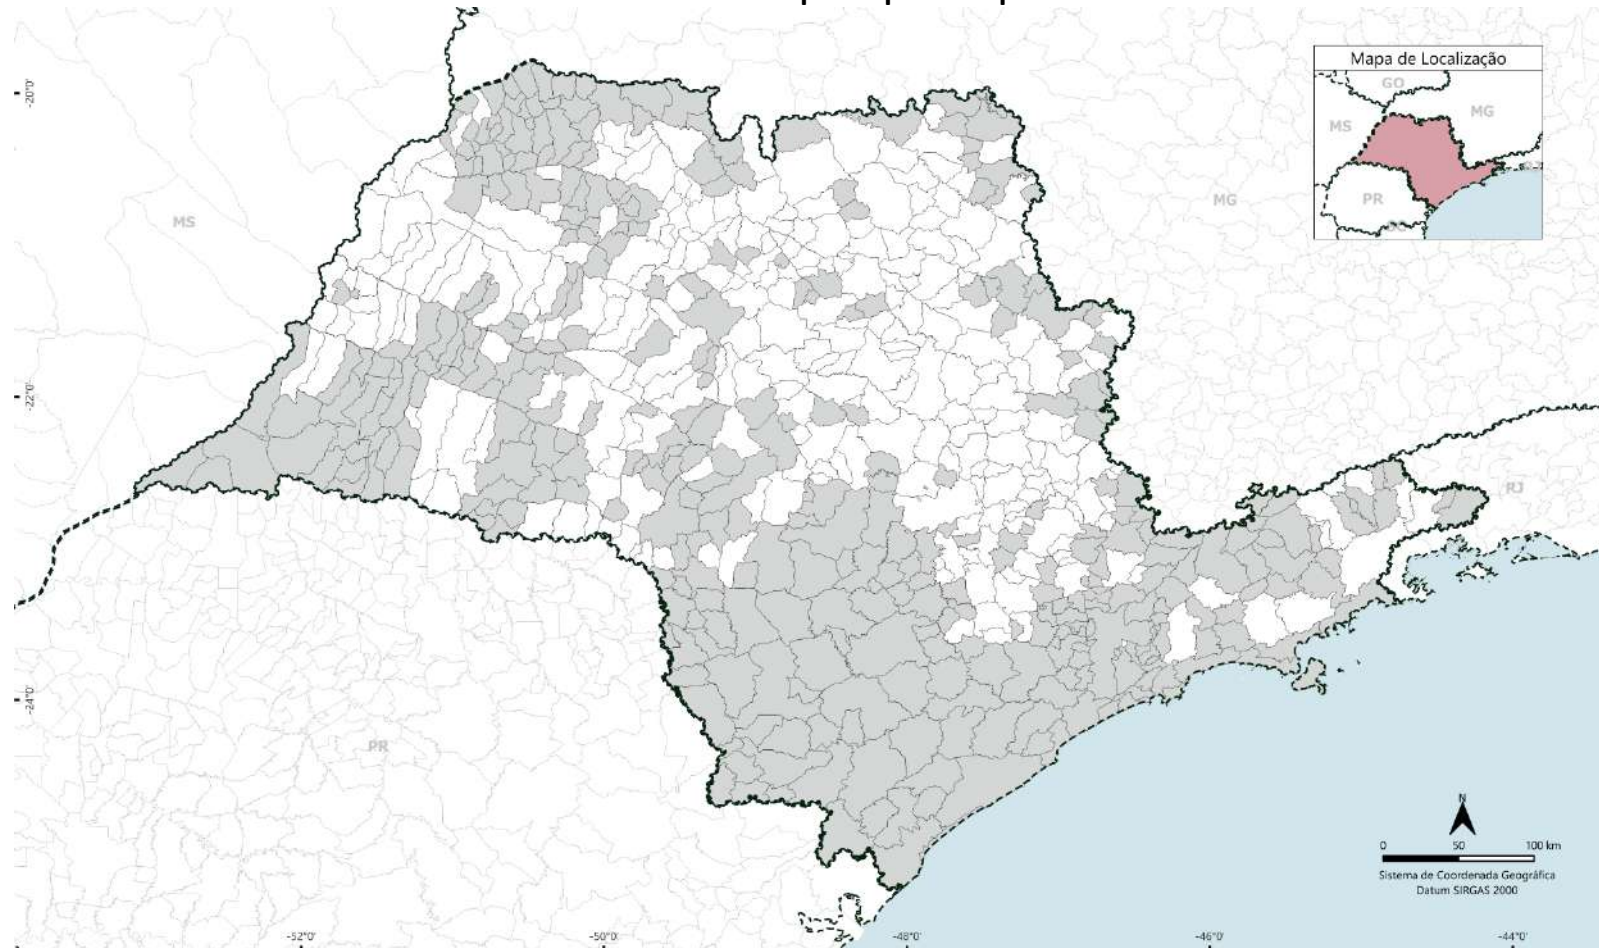 Mapa de Localização
GO
MS
MG
PR
-20°0'
MS
MG
-22°0'
RJ
-24°0'
PR
N
0 50 100 km
Sistema de Coordenada Geográfica
Datum SIRGAS 2000
-52°0' -50°0' -48°0' -46°0' -44°0'